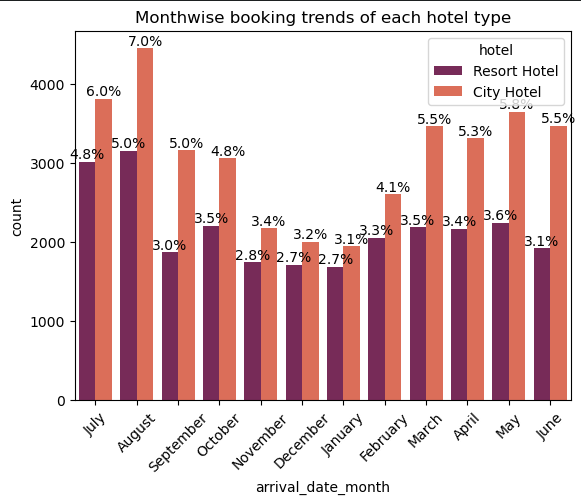 Monthwise booking trends of each hotel type
hotel
Resort Hotel
City Hotel
count
4000
3000
2000
1000
0
4.8%
6.0%
5.0%
7.0%
3.0%
5.0%
3.5%
4.8%
2.8%
3.4%
2.7%
3.2%
2.7%
3.1%
3.3%
4.1%
3.5%
5.5%
3.4%
5.3%
3.6%
5.8%
3.1%
5.5%
July
August
September
October
November
December
January
February
March
April
May
June
arrival_date_month